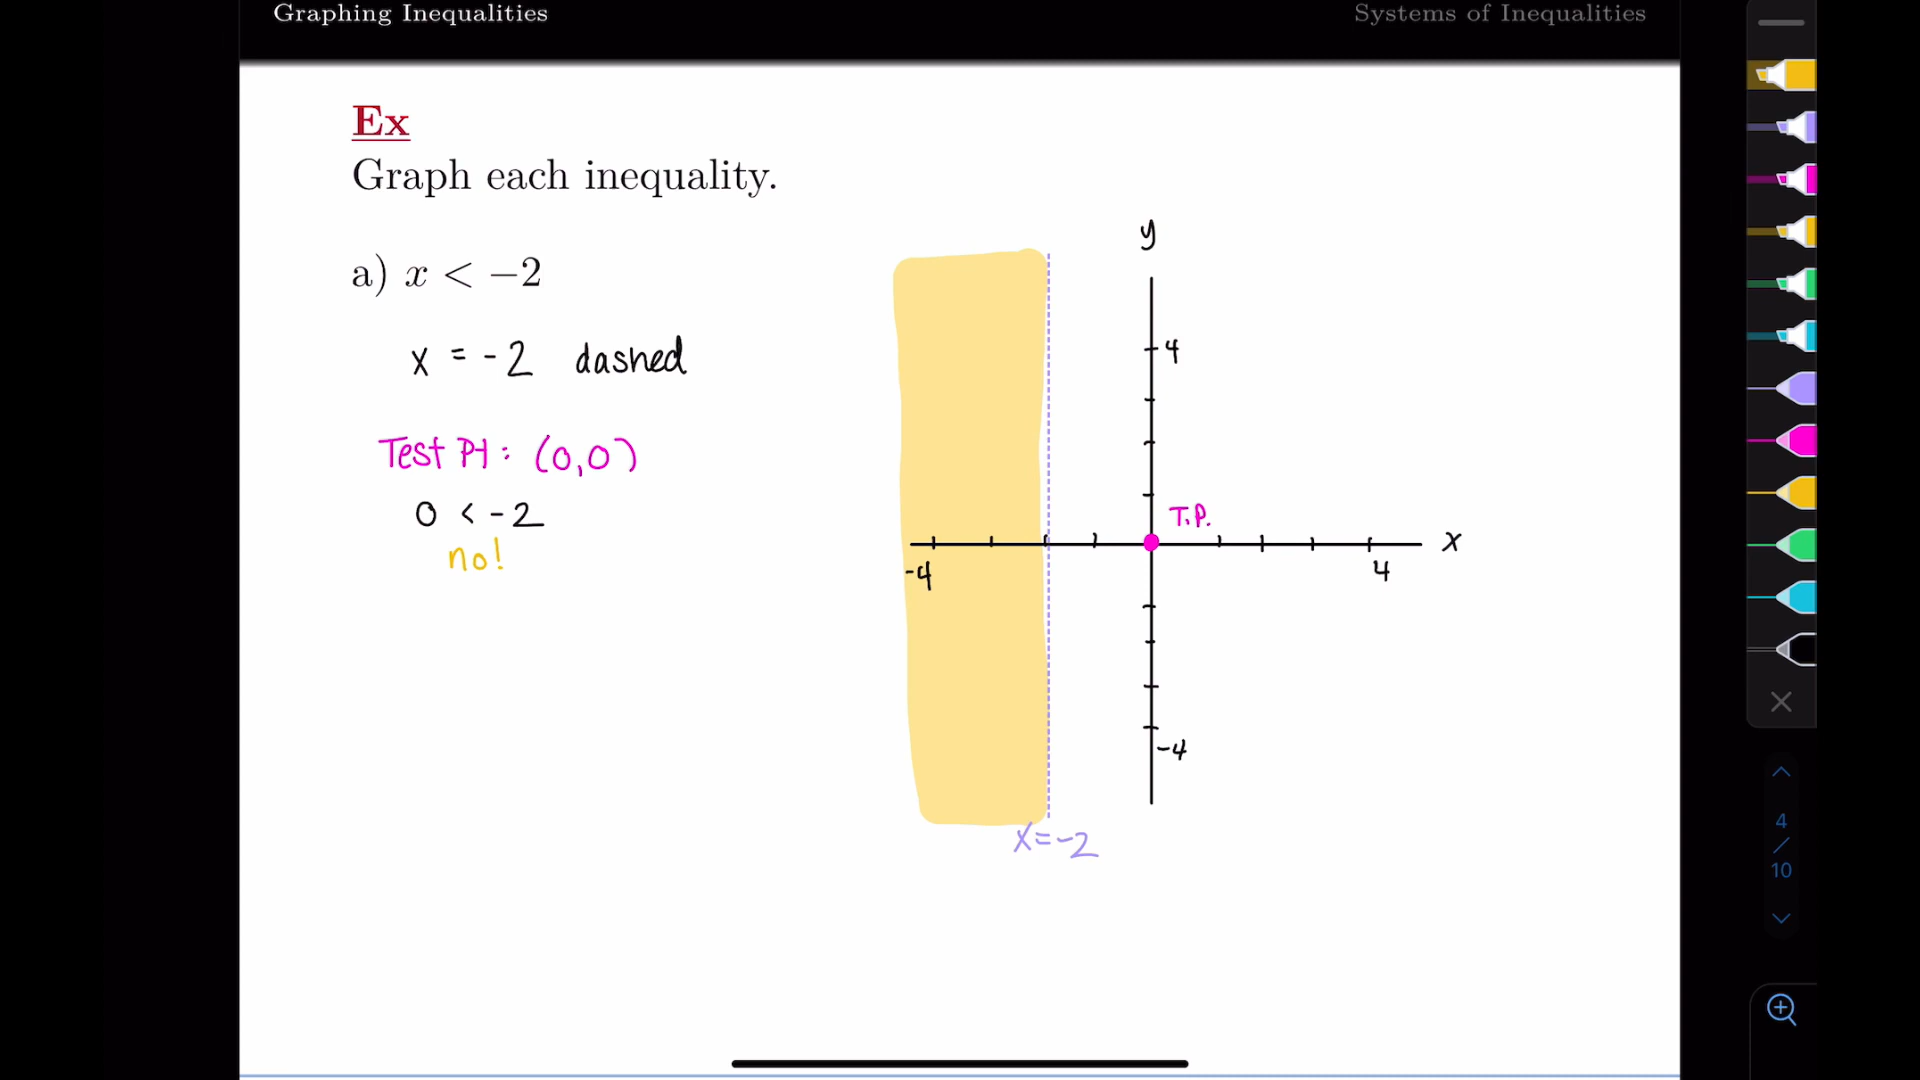 Graphing Inequalities
Systems of Inequalities
Ex
Graph each inequality.
a) x < −2
x = -2 dashed
Test Pt: (0,0)
0 < -2
no!
y
4
T.P.
x
-4
4
-4
x=-2
4
/
10